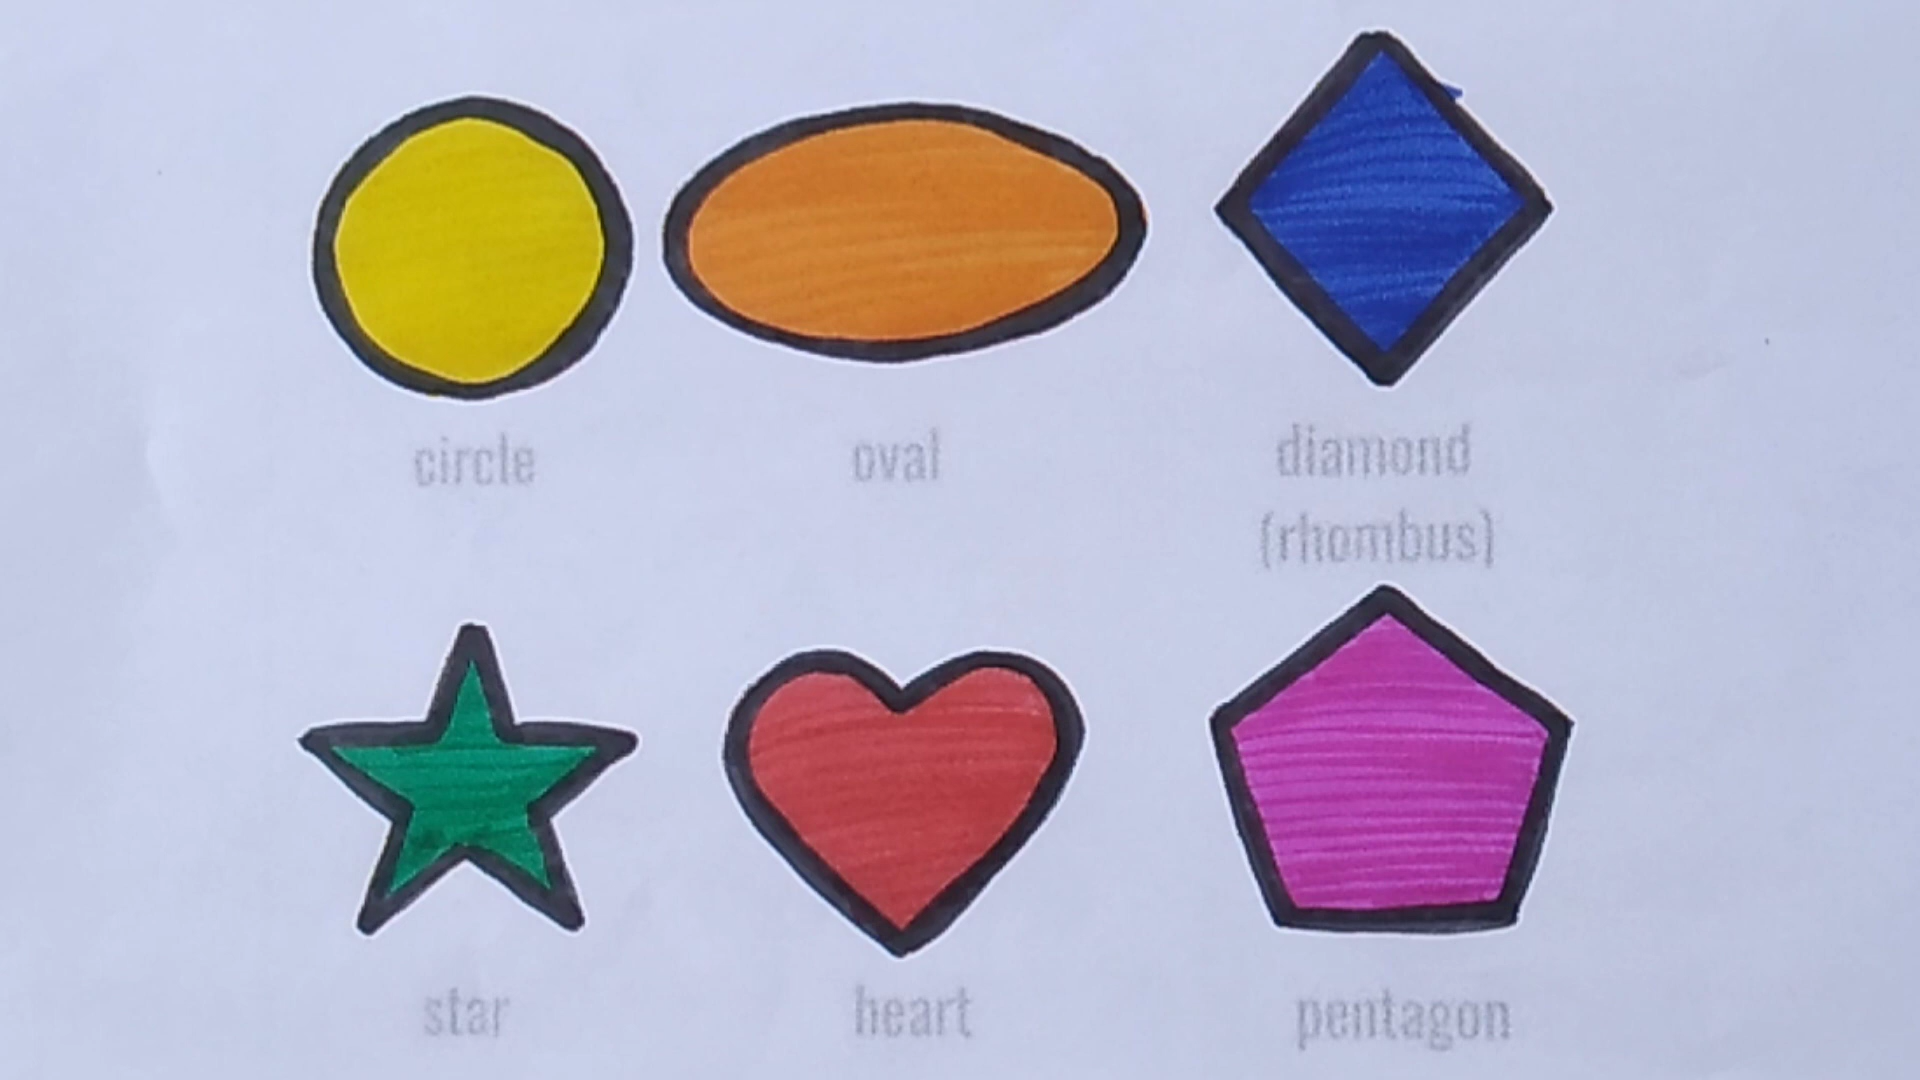 circle
oval
diamond
(rhombus)
star
heart
pentagon